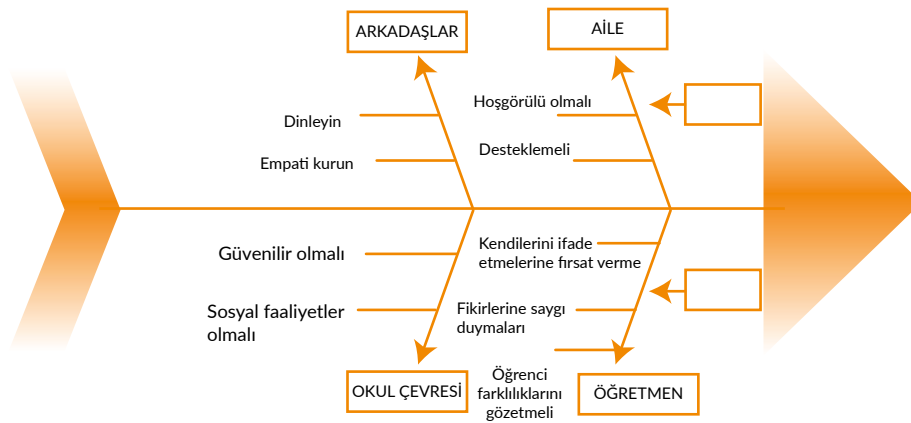 ARKADAŞLAR
AİLE
Dinleyin
Empati kurun
Hoşgörülü olmalı
Desteklemeli
Güvenilir olmalı
Sosyal faaliyetler
olmalı
Kendilerini ifade
etmelerine fırsat verme
Fikirlerine saygı
duymaları
Öğrenci
farklılıklarını
gözetmeli
OKUL ÇEVRESİ
ÖĞRETMEN